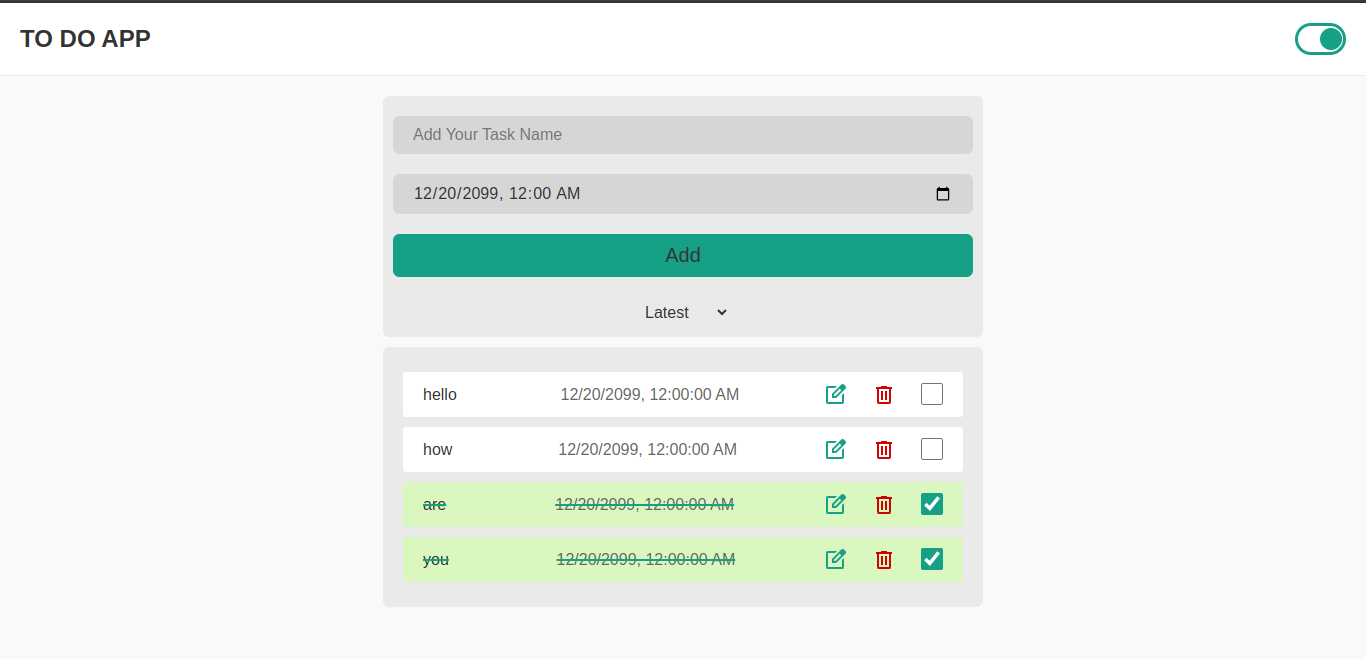 TO DO APP
Add Your Task Name
12/20/2099, 12:00 AM
Add
Latest
hello 12/20/2099, 12:00:00 AM
how 12/20/2099, 12:00:00 AM
are 12/20/2099, 12:00:00 AM
you 12/20/2099, 12:00:00 AM